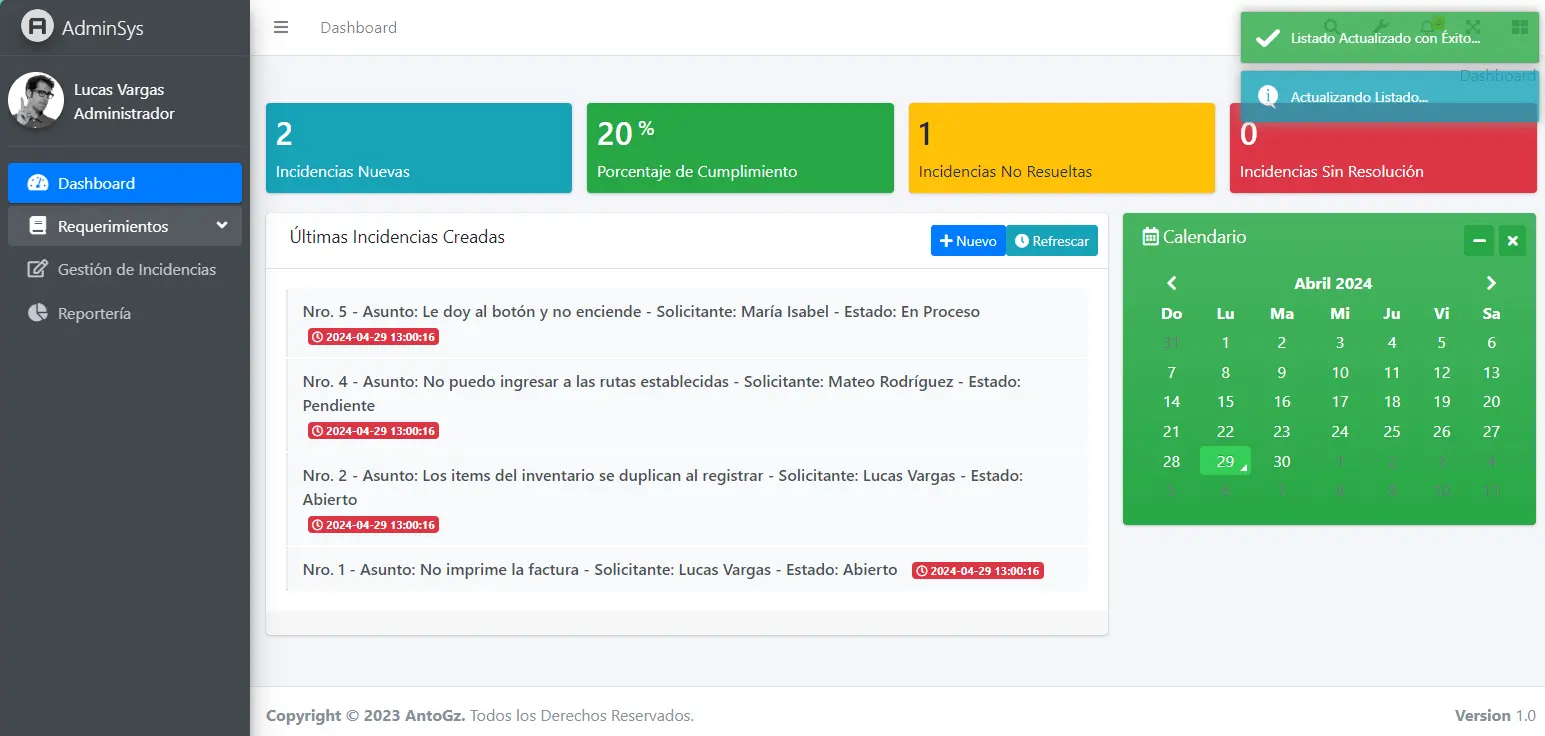 AdminSys
Lucas Vargas
Administrador
Dashboard
Requerimientos
Gestión de Incidencias
Reportería
Dashboard
4
Listado Actualizado con Éxito...
Dashboard
Actualizando Listado...
2
Incidencias Nuevas
20 %
Porcentaje de Cumplimiento
1
Incidencias No Resueltas
0
Incidencias Sin Resolución
Últimas Incidencias Creadas
Nuevo
Refrescar
Nro. 5 - Asunto: Le doy al botón y no enciende - Solicitante: María Isabel - Estado: En Proceso
2024-04-29 13:00:16
Nro. 4 - Asunto: No puedo ingresar a las rutas establecidas - Solicitante: Mateo Rodríguez - Estado:
Pendiente
2024-04-29 13:00:16
Nro. 2 - Asunto: Los items del inventario se duplican al registrar - Solicitante: Lucas Vargas - Estado:
Abierto
2024-04-29 13:00:16
Nro. 1 - Asunto: No imprime la factura - Solicitante: Lucas Vargas - Estado: Abierto 2024-04-29 13:00:16
Calendario
Abril 2024
Do Lu Ma Mi Ju Vi Sa
31 1 2 3 4 5 6
7 8 9 10 11 12 13
14 15 16 17 18 19 20
21 22 23 24 25 26 27
28 29 30 1 2 3 4
5 6 7 8 9 10 11
Copyright © 2023 AntoGz. Todos los Derechos Reservados.
Version 1.0